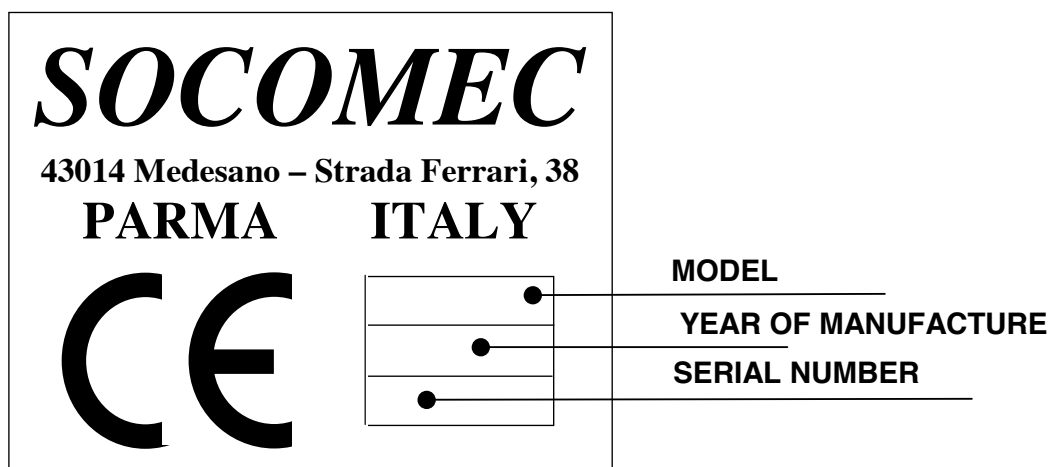 SOCOMEC
43014 Medesano – Strada Ferrari, 38
PARMA ITALY
CE
MODEL
YEAR OF MANUFACTURE
SERIAL NUMBER